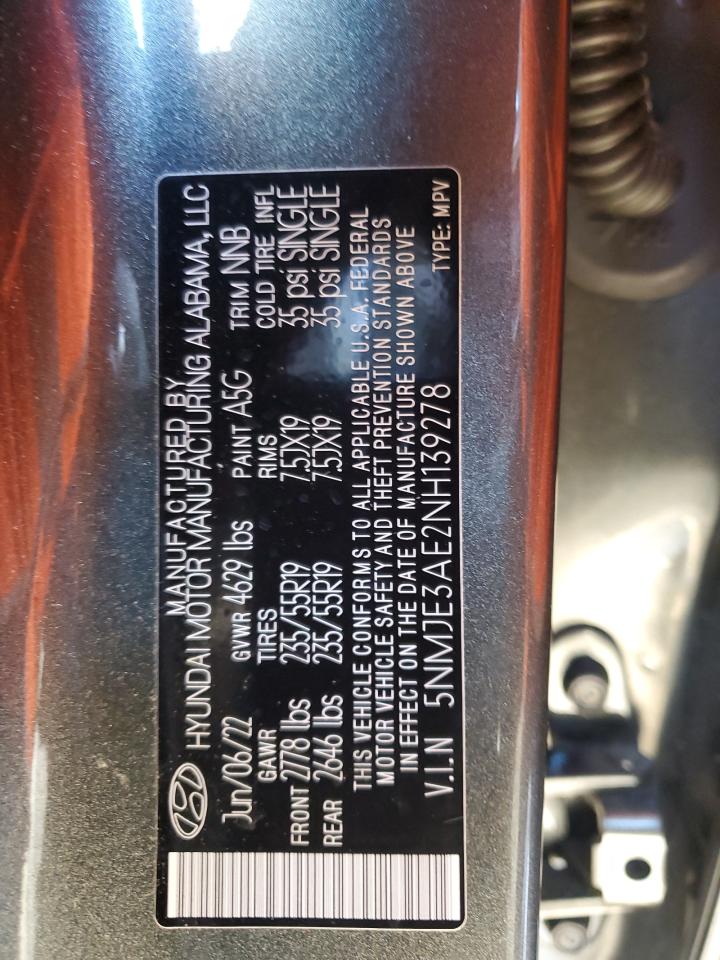 MANUFACTURED BY
HYUNDAI MOTOR MANUFACTURING ALABAMA, LLC
Jun/06/22 GVWR 4629 lbs PAINT A5G TRIM NNB
GAWR TIRES RIMS COLD TIRE INFL
FRONT 2778 lbs 235/55R19 7.5JX19 35 psi SINGLE
REAR 2646 lbs 235/55R19 7.5JX19 35 psi SINGLE
THIS VEHICLE CONFORMS TO ALL APPLICABLE U.S.A. FEDERAL
MOTOR VEHICLE SAFETY AND THEFT PREVENTION STANDARDS
IN EFFECT ON THE DATE OF MANUFACTURE SHOWN ABOVE
V.I.N 5NMJE3AE2NH139278 TYPE: MPV